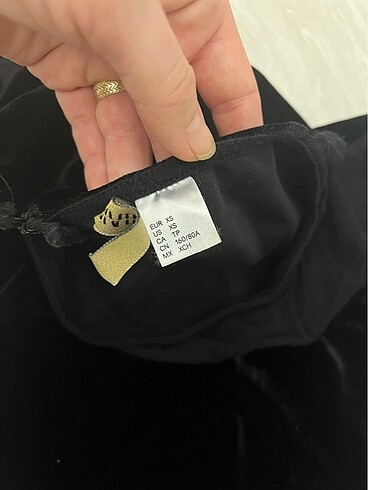 EUR XS
US XS
CA TP
CN 160/80A
MX XCH